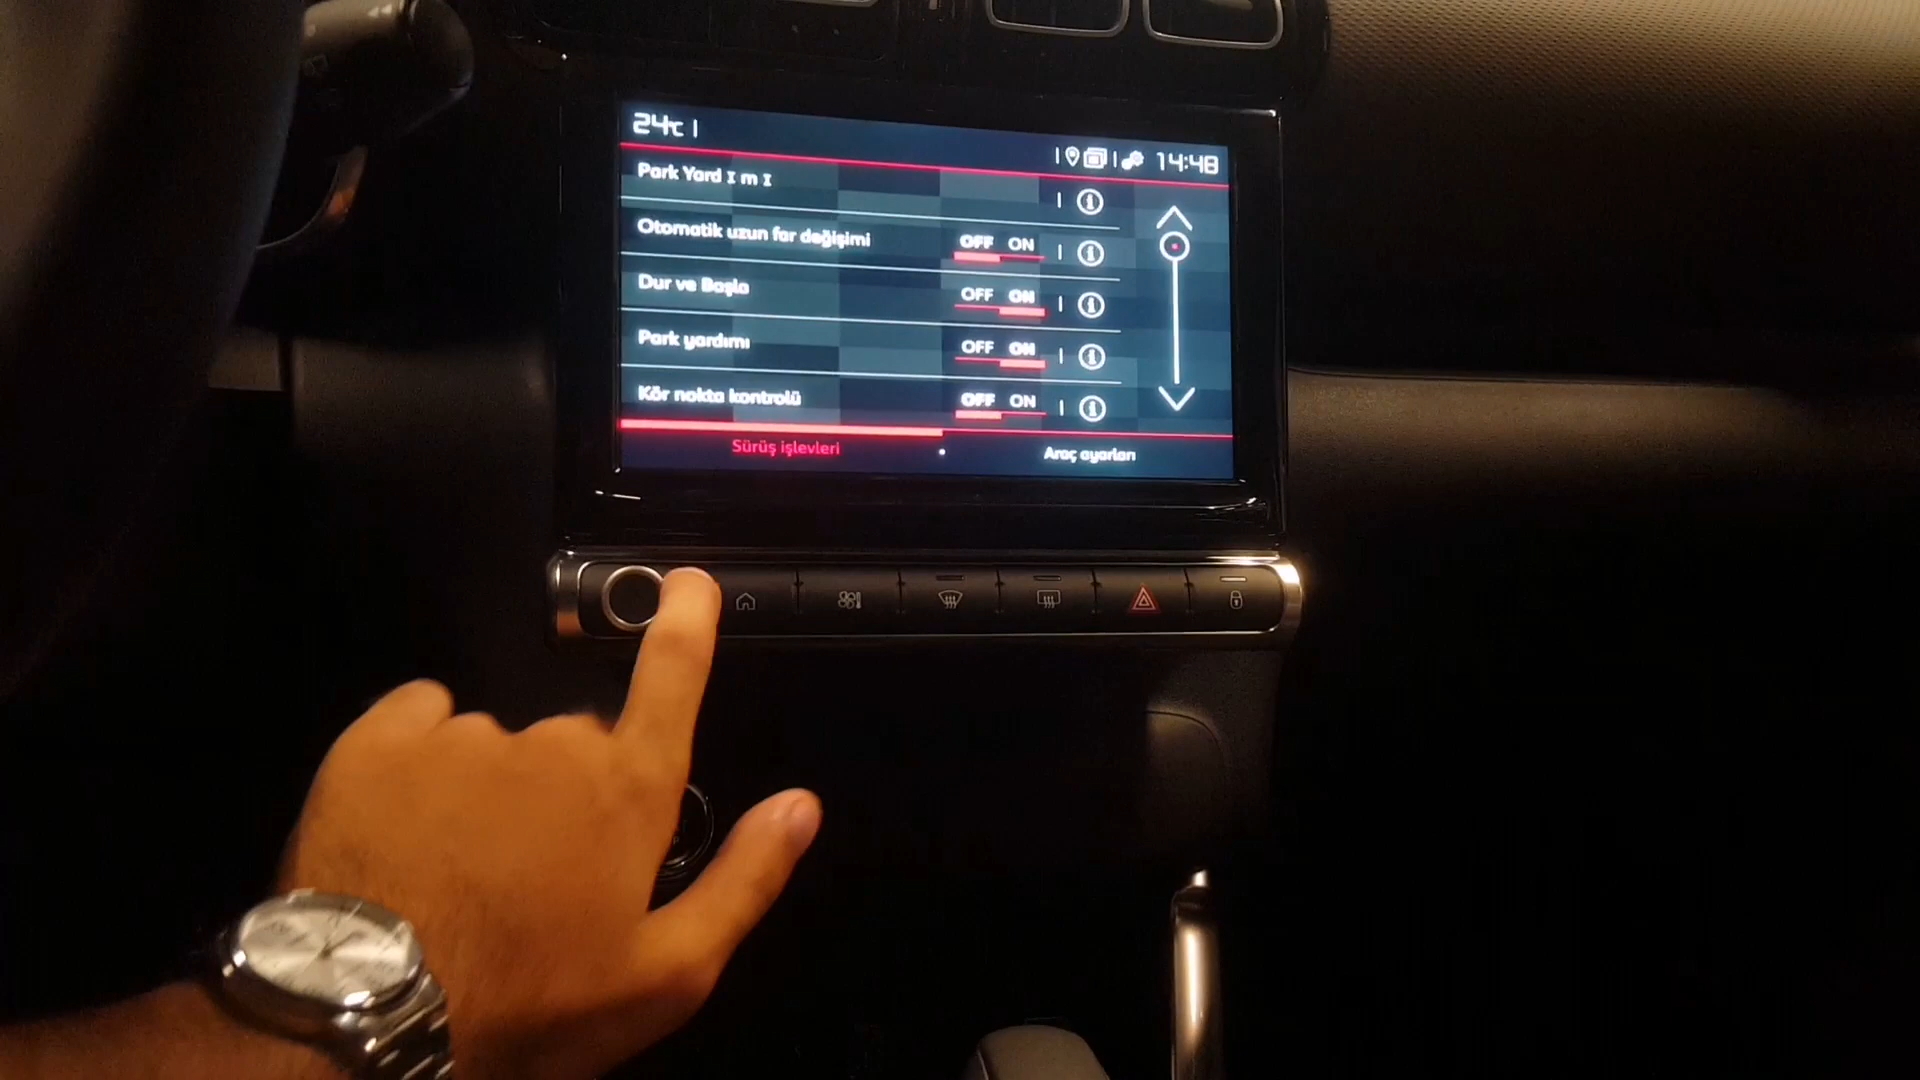 24°C
14:48
Park Yard I m I
Otomatik uzun far değişimi OFF ON
Dur ve Başla OFF ON
Park yardımı OFF ON
Kör nokta kontrolü OFF ON
Sürüş işlevleri
Araç ayarları